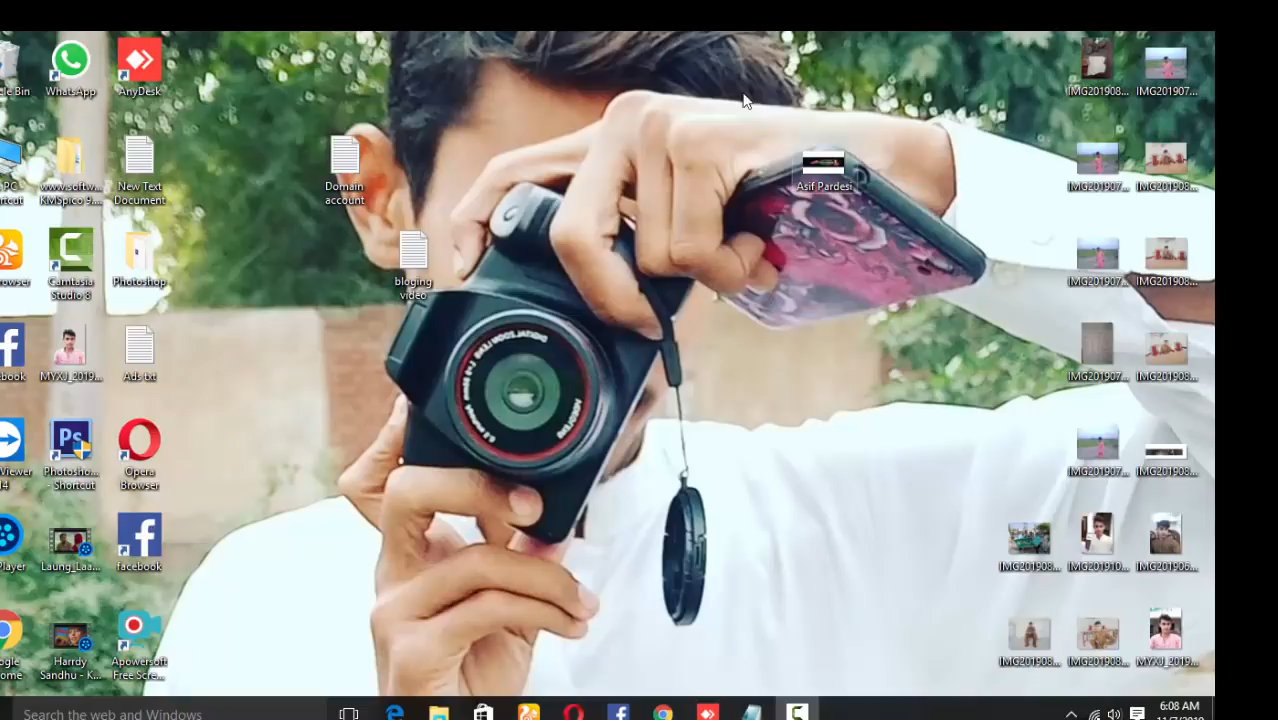 cle Bin
WhatsApp
AnyDesk
PC
rtcut
www.softw...
KMSpico 9....
New Text
Document
Domain
account
Asif Pardesi
rowser
Camtasia
Studio 8
Photoshop
bloging
video
ebook
MYXJ_2019...
Ads txt
Viewer
14
Photosho...
- Shortcut
Opera
Browser
Player
Laung_Laa...
facebook
ogle
ome
Harrdy
Sandhu - K...
Apowersoft
Free Scre...
IMG201908...
IMG201907...
IMG201907...
IMG201908...
IMG201907...
IMG201908...
IMG201907...
IMG201908...
IMG201907...
IMG201908...
IMG201908...
IMG201910...
IMG201906...
IMG201908...
IMG201908...
MYXJ_2019...
Search the web and Windows
6:08 AM